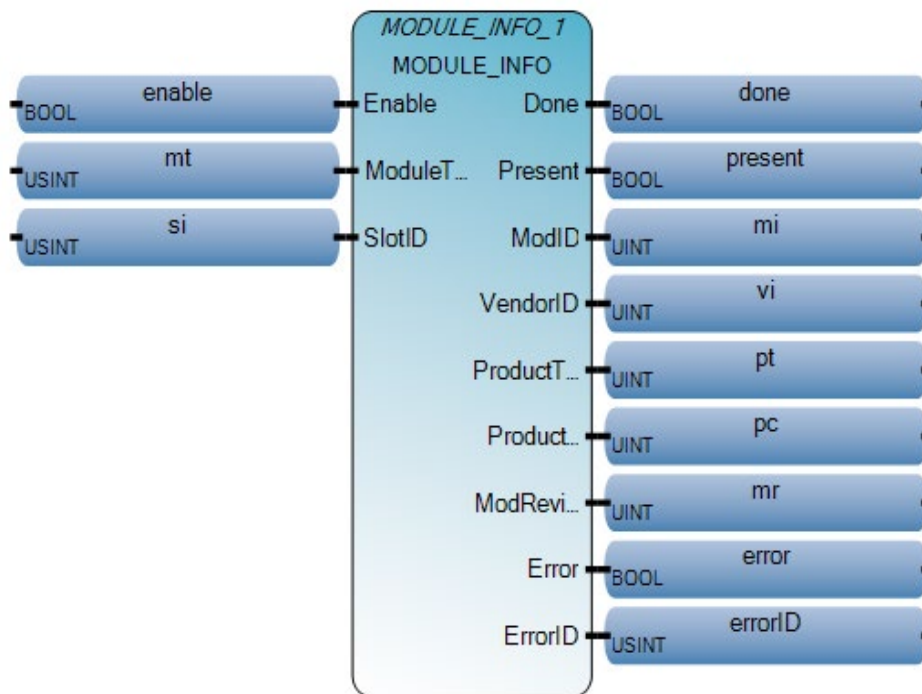 MODULE_INFO_1
MODULE_INFO
enable
BOOL
Enable
Done
done
BOOL
mt
USINT
ModuleT...
Present
present
BOOL
si
USINT
SlotID
ModID
mi
UINT
VendorID
vi
UINT
ProductT...
pt
UINT
Product...
pc
UINT
ModRevi...
mr
UINT
Error
error
BOOL
ErrorID
errorID
USINT